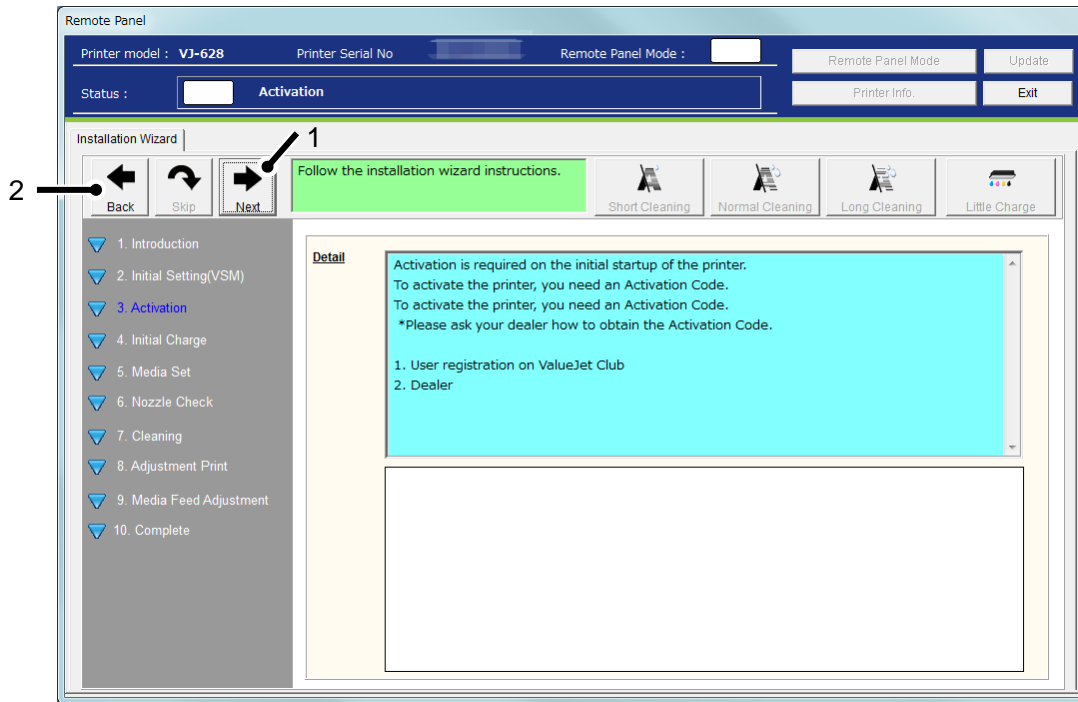 Remote Panel
Printer model : VJ-628 Printer Serial No Remote Panel Mode :
Remote Panel Mode Update
Status : Activation
Printer Info. Exit
Installation Wizard
1
2
Back Skip Next
Follow the installation wizard instructions.
Short Cleaning Normal Cleaning Long Cleaning Little Charge
1. Introduction
2. Initial Setting(VSM)
3. Activation
4. Initial Charge
5. Media Set
6. Nozzle Check
7. Cleaning
8. Adjustment Print
9. Media Feed Adjustment
10. Complete
Detail
Activation is required on the initial startup of the printer.
To activate the printer, you need an Activation Code.
To activate the printer, you need an Activation Code.
*Please ask your dealer how to obtain the Activation Code.
1. User registration on ValueJet Club
2. Dealer